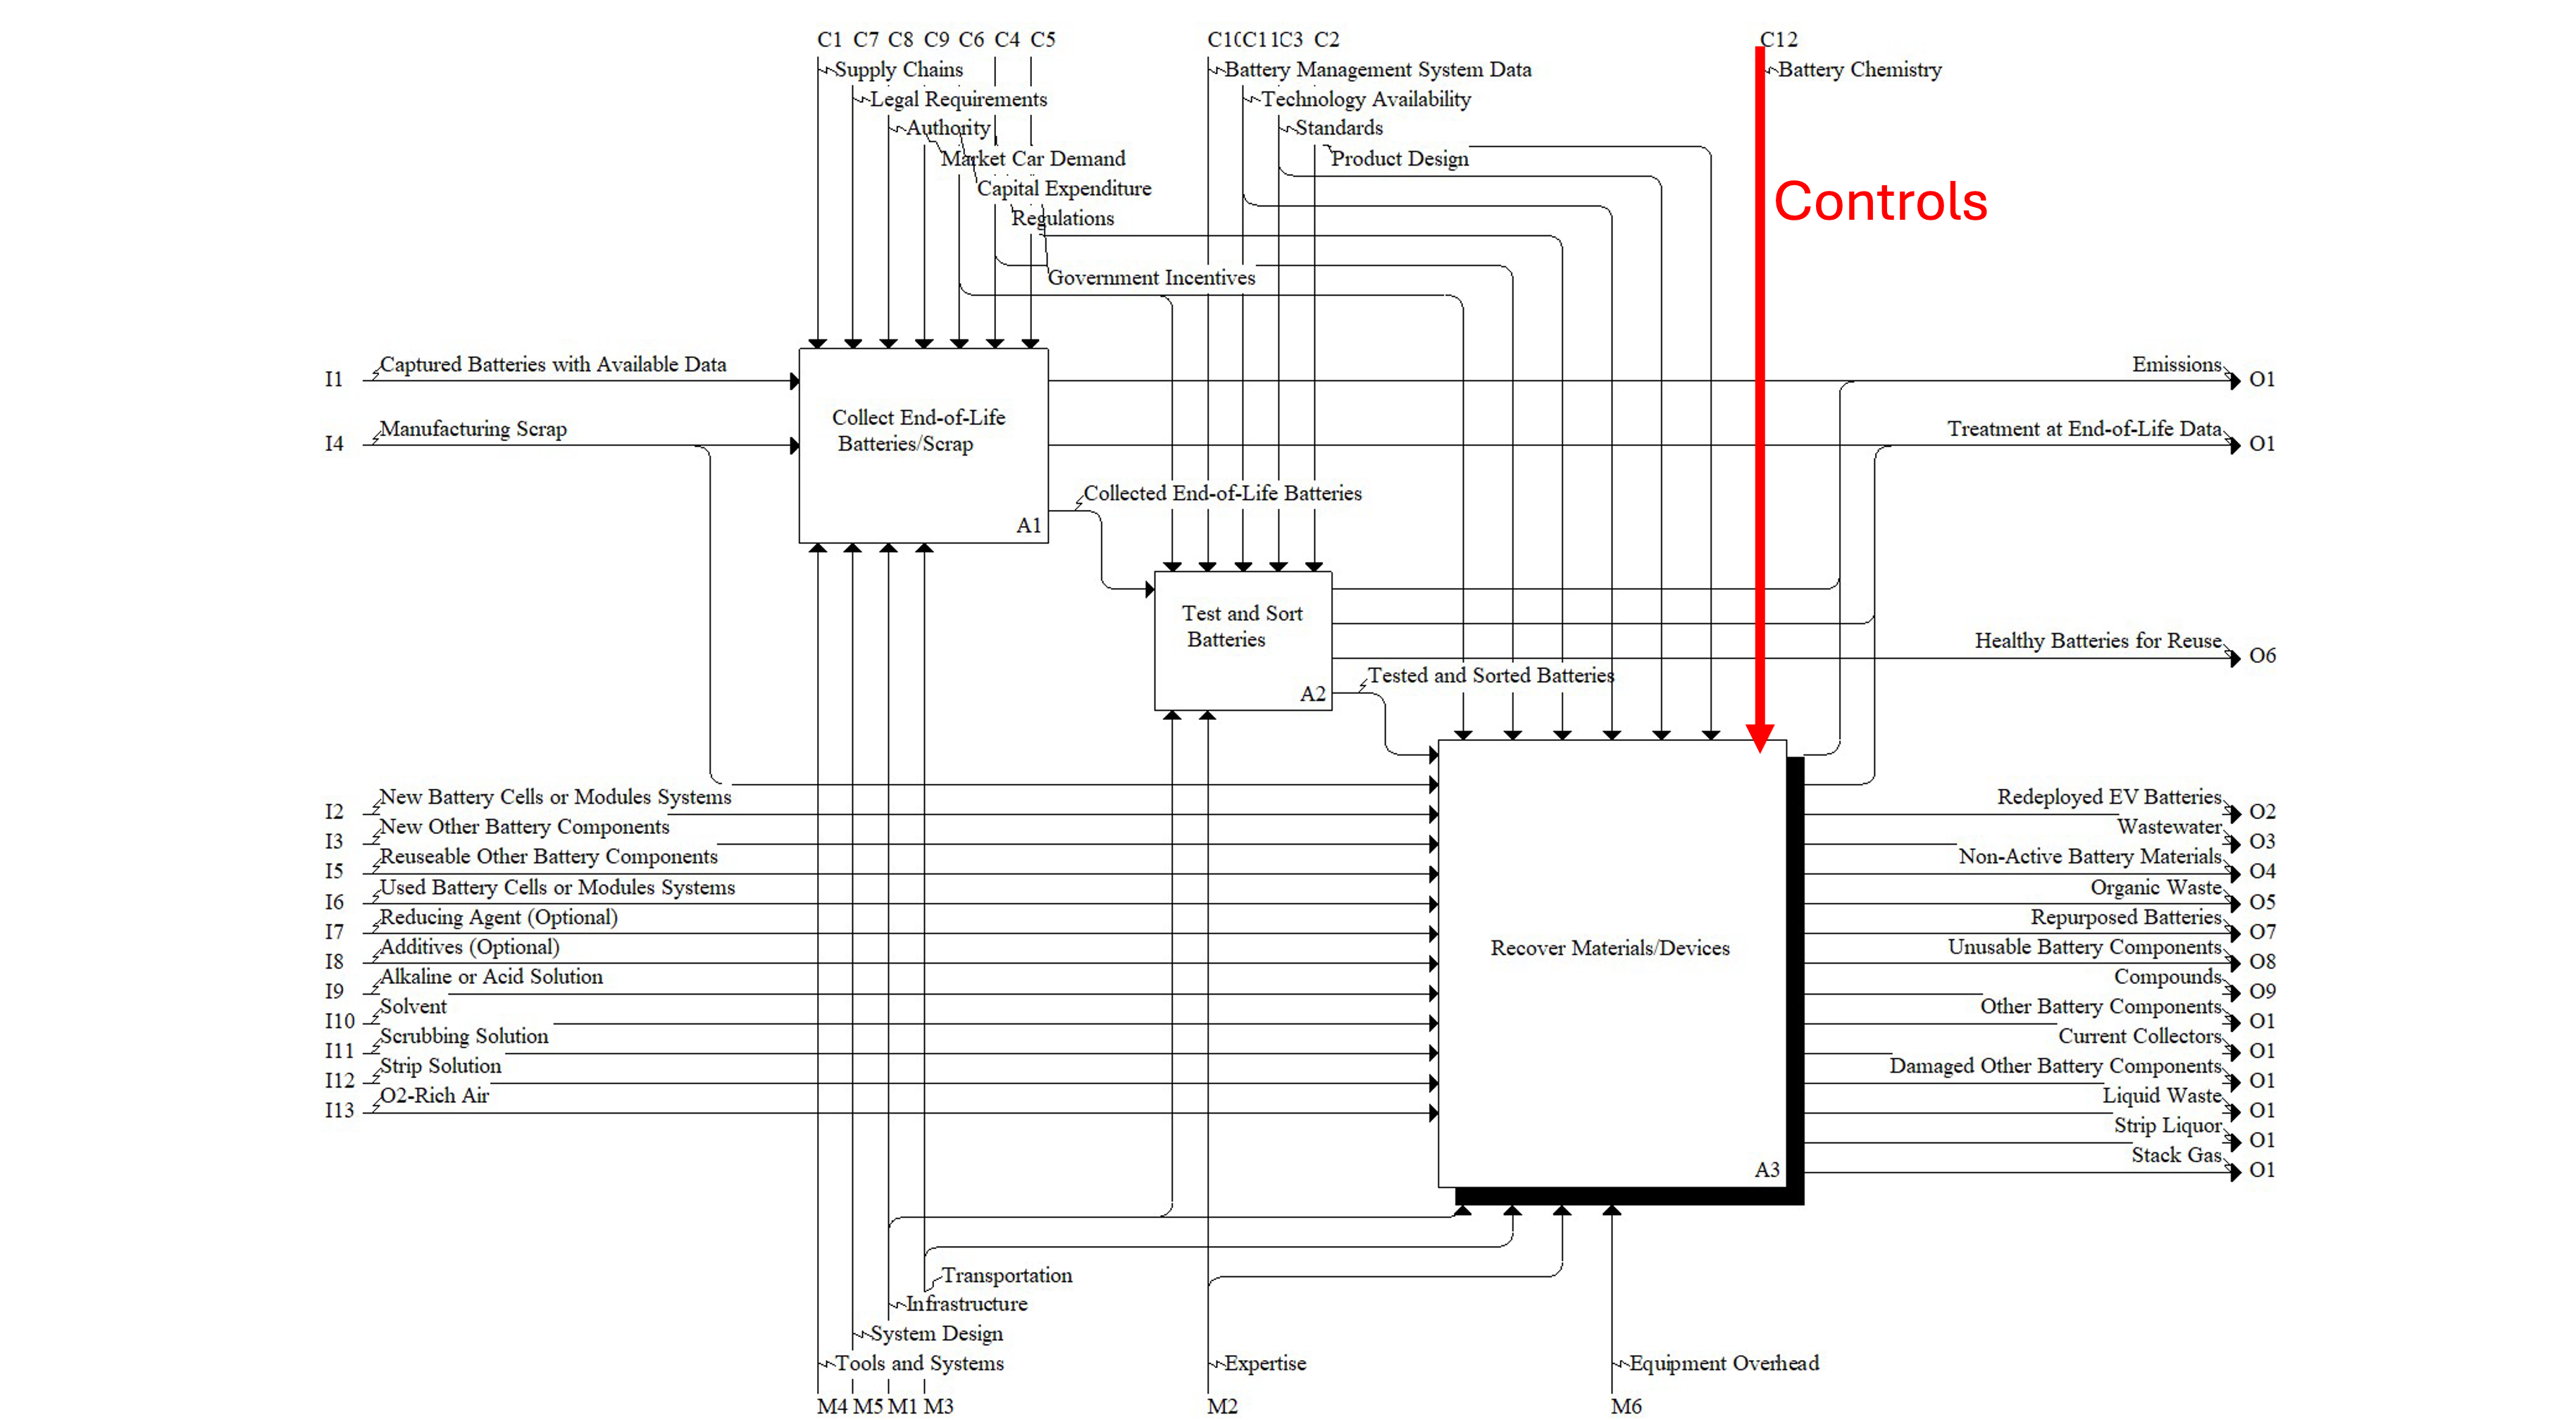 C1 C7 C8 C9 C6 C4 C5
C10 C11 C3 C2
C12
Supply Chains
Battery Management System Data
Battery Chemistry
Legal Requirements
Technology Availability
Authority
Standards
Market Car Demand
Product Design
Capital Expenditure
Controls
Regulations
Government Incentives
I1 Captured Batteries with Available Data
Emissions O1
I4 Manufacturing Scrap
Treatment at End-of-Life Data O1
Collect End-of-Life
Batteries/Scrap
A1
Collected End-of-Life Batteries
Test and Sort
Batteries
A2
Healthy Batteries for Reuse O6
Tested and Sorted Batteries
I2 New Battery Cells or Modules Systems
I3 New Other Battery Components
I5 Reuseable Other Battery Components
I6 Used Battery Cells or Modules Systems
I7 Reducing Agent (Optional)
I8 Additives (Optional)
I9 Alkaline or Acid Solution
I10 Solvent
I11 Scrubbing Solution
I12 Strip Solution
I13 O2-Rich Air
Recover Materials/Devices
A3
Redeployed EV Batteries O2
Wastewater O3
Non-Active Battery Materials O4
Organic Waste O5
Repurposed Batteries O7
Unusable Battery Components O8
Compounds O9
Other Battery Components O1
Current Collectors O1
Damaged Other Battery Components O1
Liquid Waste O1
Strip Liquor O1
Stack Gas O1
Transportation
Infrastructure
System Design
Tools and Systems
Expertise
Equipment Overhead
M4 M5 M1 M3
M2
M6